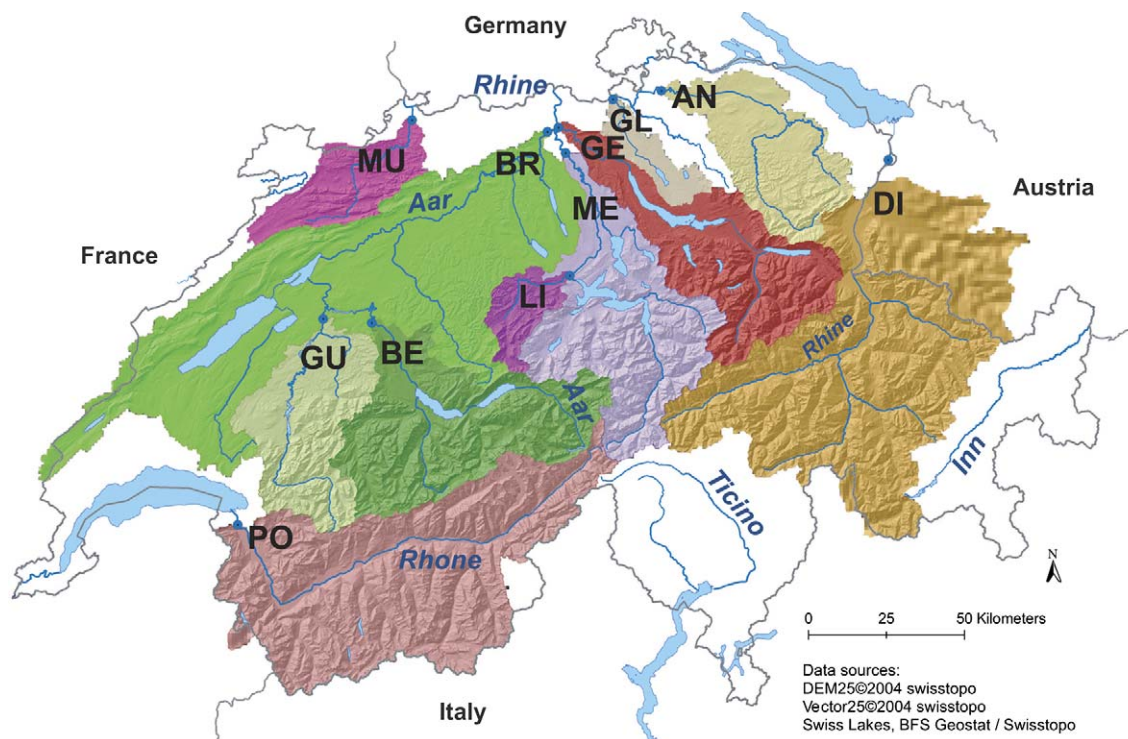 Germany
Rhine
AN
GL
MU
BR
GE
Aar
ME
DI
Austria
France
LI
GU
BE
Rhine
Aar
Inn
Ticino
PO
Rhone
N
0 25 50 Kilometers
Data sources:
DEM25©2004 swisstopo
Vector25©2004 swisstopo
Swiss Lakes, BFS Geostat / Swisstopo
Italy